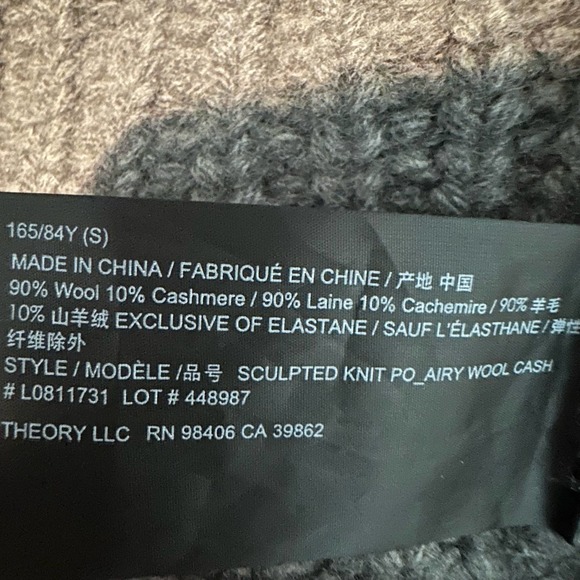 165/84Y (S)
MADE IN CHINA / FABRIQUÉ EN CHINE / 产地 中国
90% Wool 10% Cashmere / 90% Laine 10% Cachemire / 90% 羊毛
10% 山羊绒 EXCLUSIVE OF ELASTANE / SAUF L'ÉLASTHANE / 弹性
纤维除外
STYLE / MODÈLE /品号 SCULPTED KNIT PO_AIRY WOOL CASH
# L0811731 LOT # 448987
THEORY LLC RN 98406 CA 39862